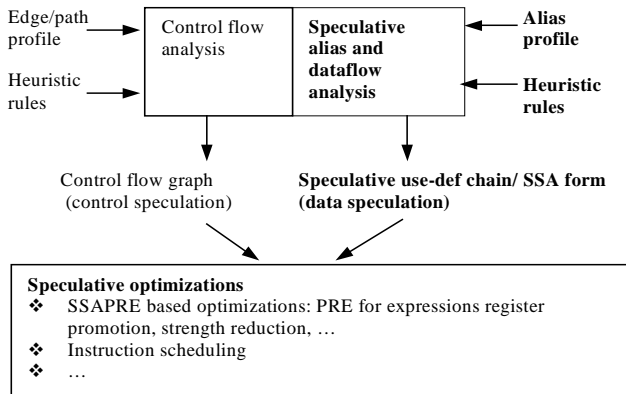 Edge/path
profile
Heuristic
rules
Control flow
analysis
Speculative
alias and
dataflow
analysis
Alias
profile
Heuristic
rules
Control flow graph
(control speculation)
Speculative use-def chain/ SSA form
(data speculation)
Speculative optimizations
❖ SSAPRE based optimizations: PRE for expressions register
promotion, strength reduction, …
❖ Instruction scheduling
❖ …